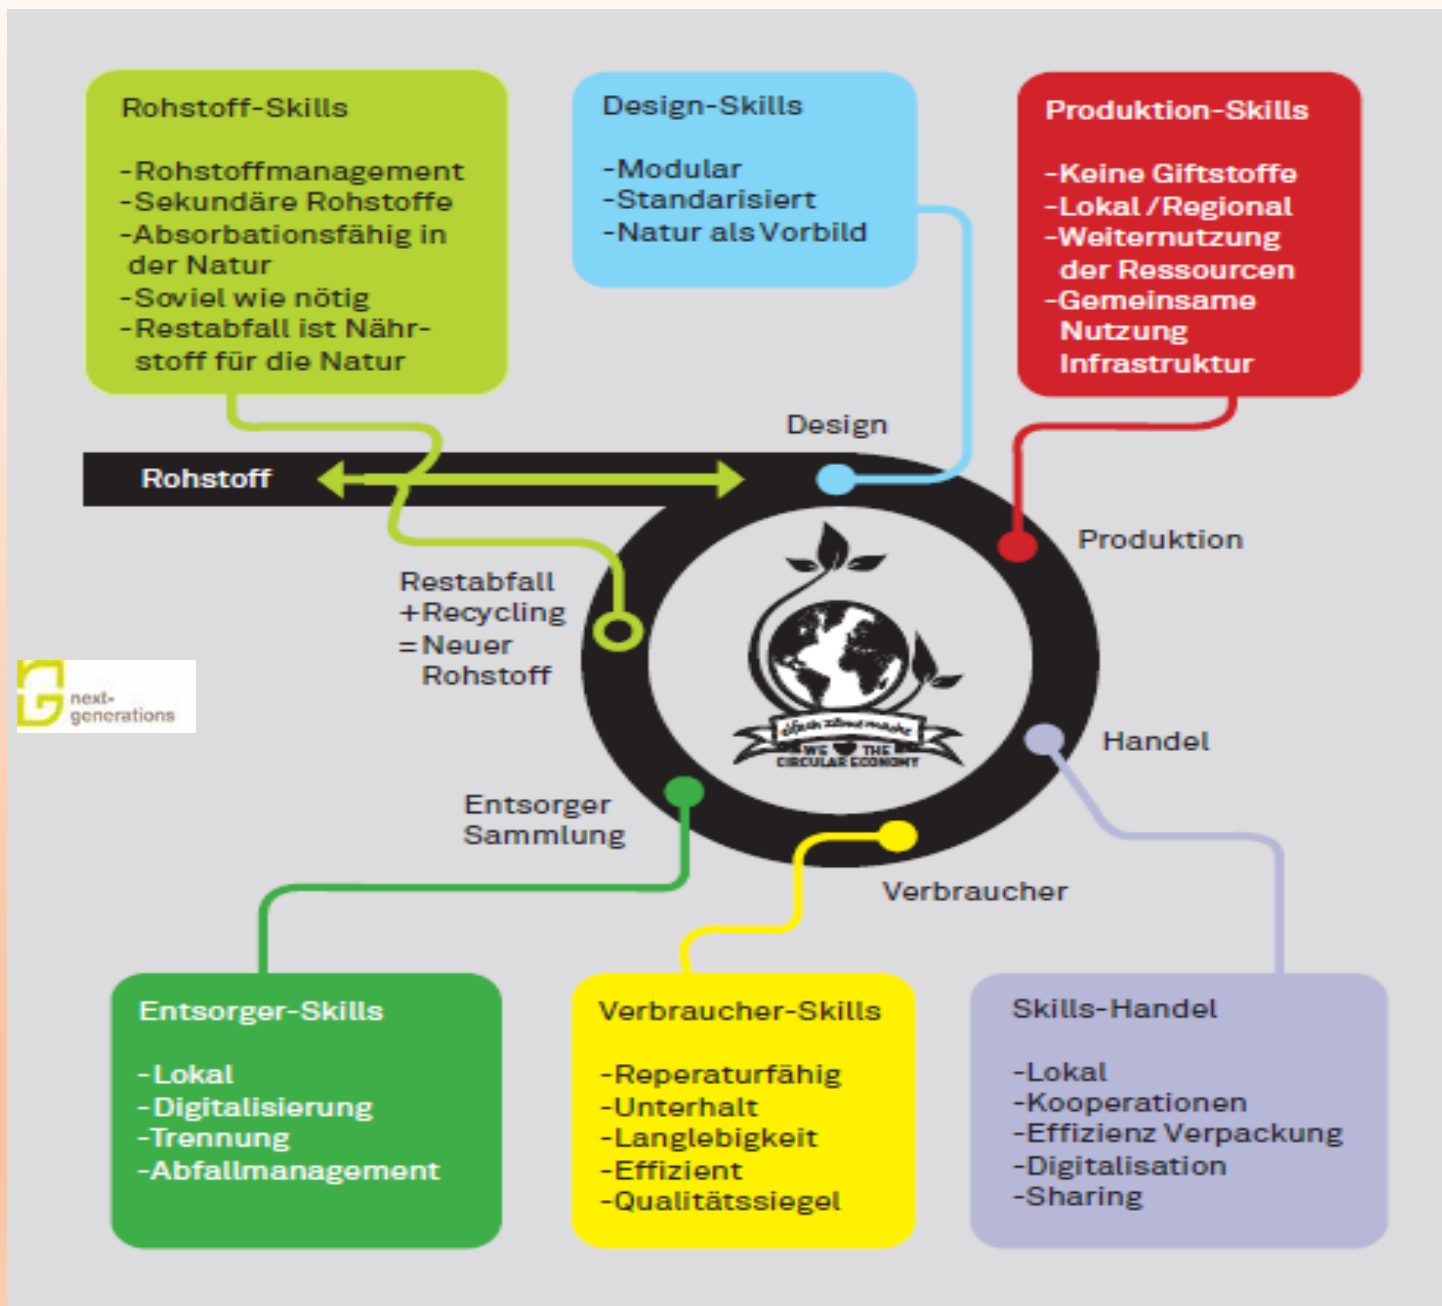 Rohstoff-Skills
-Rohstoffmanagement
-Sekundäre Rohstoffe
-Absorbationsfähig in
der Natur
-Soviel wie nötig
-Restabfall ist Nähr-
stoff für die Natur
Design-Skills
-Modular
-Standarisiert
-Natur als Vorbild
Produktion-Skills
-Keine Giftstoffe
-Lokal/Regional
-Weiternutzung
der Ressourcen
-Gemeinsame
Nutzung
Infrastruktur
Design
Rohstoff
Produktion
Restabfall
+Recycling
=Neuer
Rohstoff
next-
generations
einfach zäme mache
WE THE
CIRCULAR ECONOMY
Handel
Entsorger
Sammlung
Verbraucher
Entsorger-Skills
-Lokal
-Digitalisierung
-Trennung
-Abfallmanagement
Verbraucher-Skills
-Reperaturfähig
-Unterhalt
-Langlebigkeit
-Effizient
-Qualitätssiegel
Skills-Handel
-Lokal
-Kooperationen
-Effizienz Verpackung
-Digitalisation
-Sharing